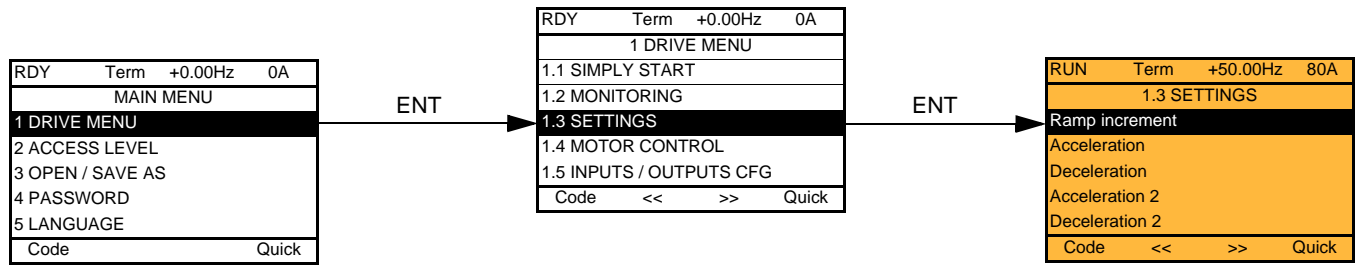 RDY Term +0.00Hz 0A
MAIN MENU
1 DRIVE MENU
2 ACCESS LEVEL
3 OPEN / SAVE AS
4 PASSWORD
5 LANGUAGE
Code Quick
ENT
RDY Term +0.00Hz 0A
1 DRIVE MENU
1.1 SIMPLY START
1.2 MONITORING
1.3 SETTINGS
1.4 MOTOR CONTROL
1.5 INPUTS / OUTPUTS CFG
Code << >> Quick
ENT
RUN Term +50.00Hz 80A
1.3 SETTINGS
Ramp increment
Acceleration
Deceleration
Acceleration 2
Deceleration 2
Code << >> Quick